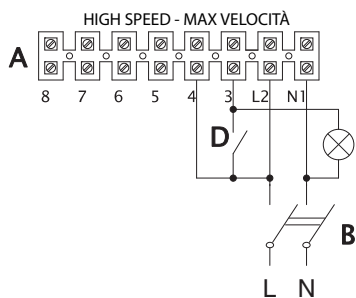 HIGH SPEED - MAX VELOCITÀ
A
8 7 6 5 4 3 L2 N1
D
B
L N